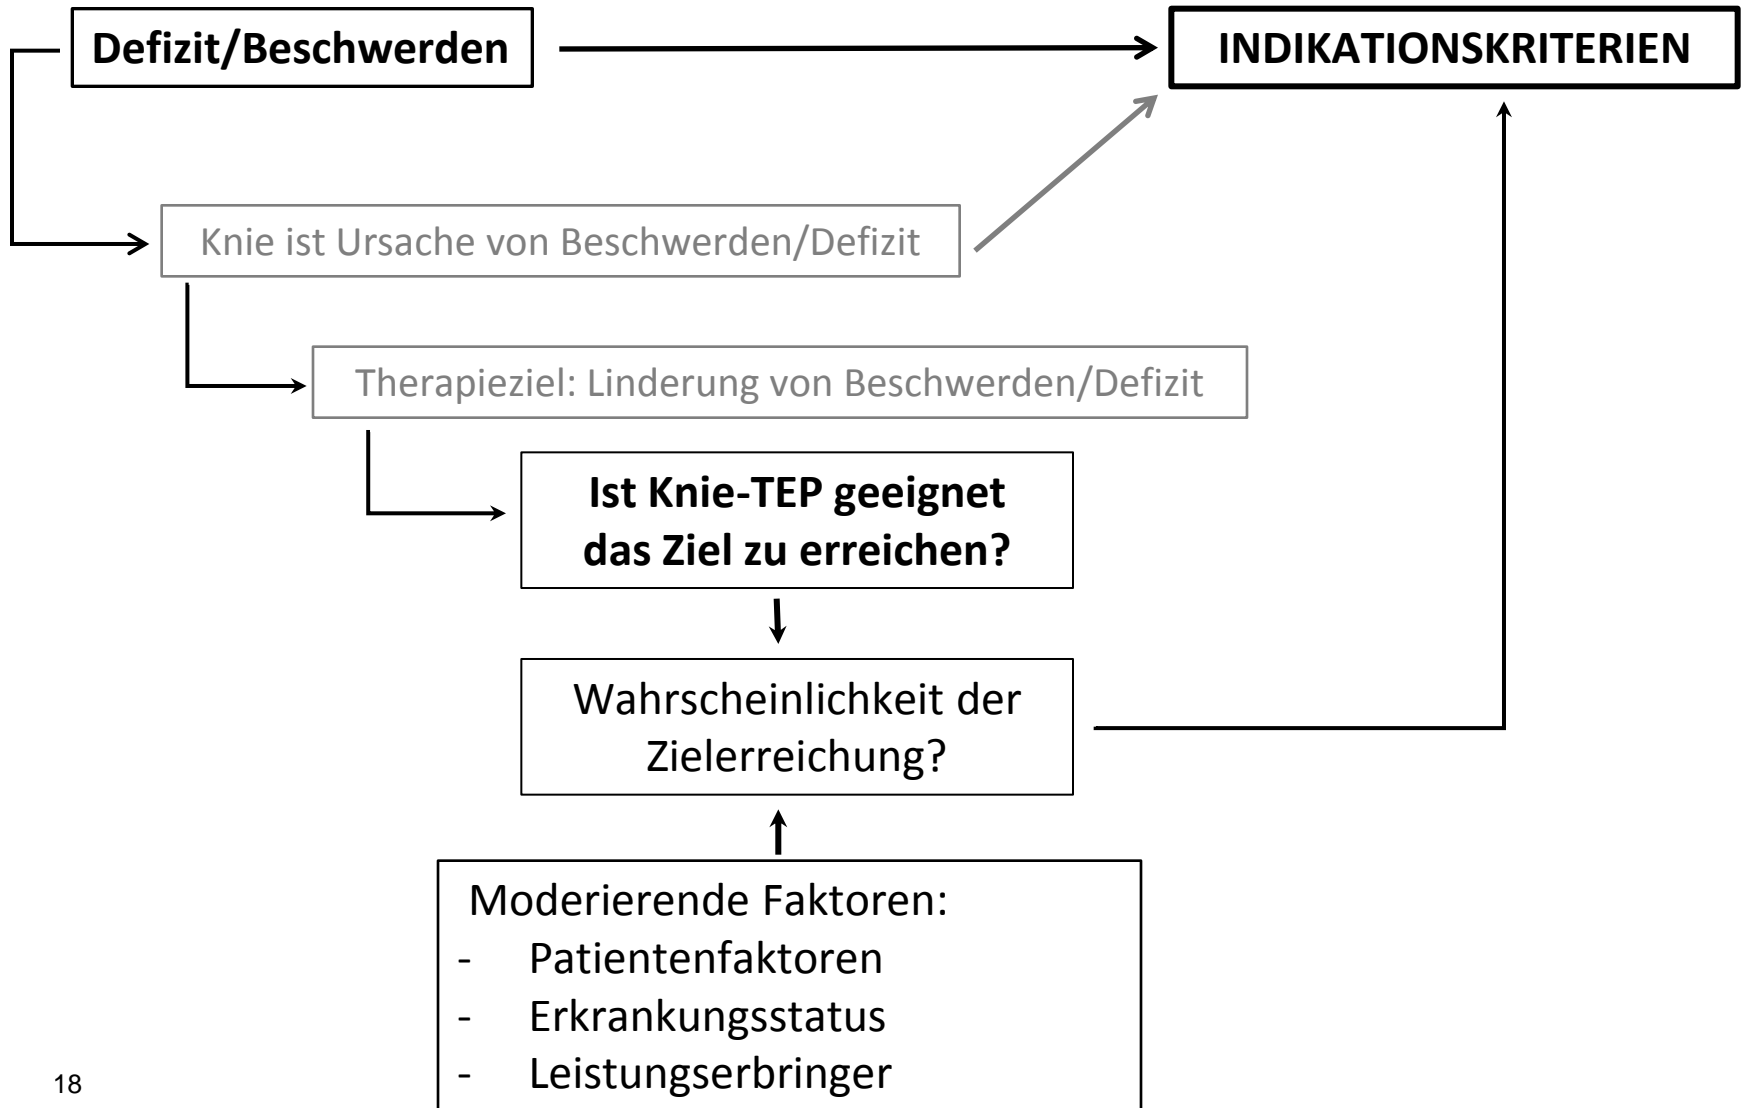 Defizit/Beschwerden
INDIKATIONSKRITERIEN
Knie ist Ursache von Beschwerden/Defizit
Therapieziel: Linderung von Beschwerden/Defizit
Ist Knie-TEP geeignet
das Ziel zu erreichen?
Wahrscheinlichkeit der
Zielerreichung?
Moderierende Faktoren:
- Patientenfaktoren
- Erkrankungsstatus
- Leistungserbringer
18